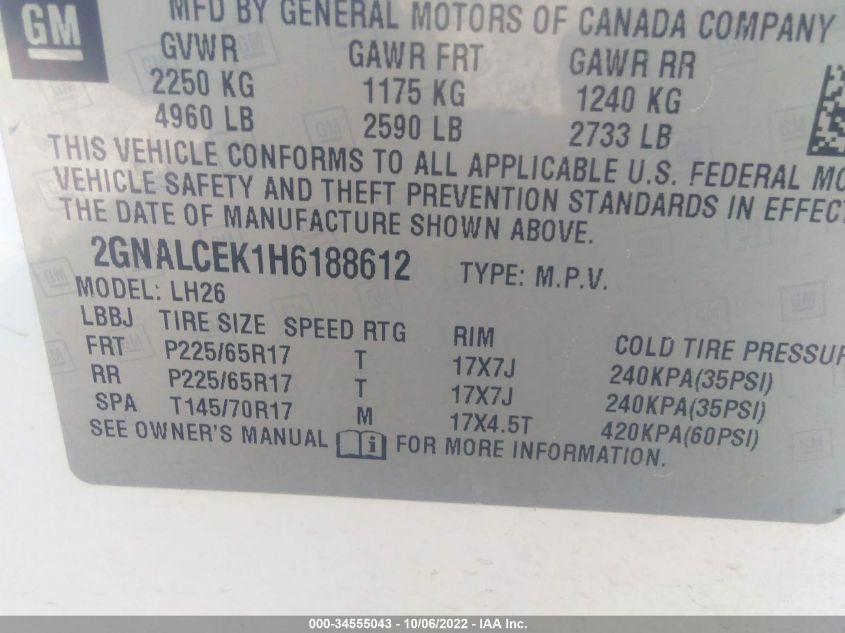 GM
MFD BY GENERAL MOTORS OF CANADA COMPANY
GVWR GAWR FRT GAWR RR
2250 KG 1175 KG 1240 KG
4960 LB 2590 LB 2733 LB
THIS VEHICLE CONFORMS TO ALL APPLICABLE U.S. FEDERAL MO
VEHICLE SAFETY AND THEFT PREVENTION STANDARDS IN EFFECT
THE DATE OF MANUFACTURE SHOWN ABOVE.
2GNALCEK1H6188612 TYPE: M.P.V.
MODEL: LH26
LBBJ TIRE SIZE SPEED RTG RIM COLD TIRE PRESSUR
FRT P225/65R17 T 17X7J 240KPA(35PSI)
RR P225/65R17 T 17X7J 240KPA(35PSI)
SPA T145/70R17 M 17X4.5T 420KPA(60PSI)
SEE OWNER'S MANUAL FOR MORE INFORMATION.
000-34555043 - 10/06/2022 - IAA Inc.